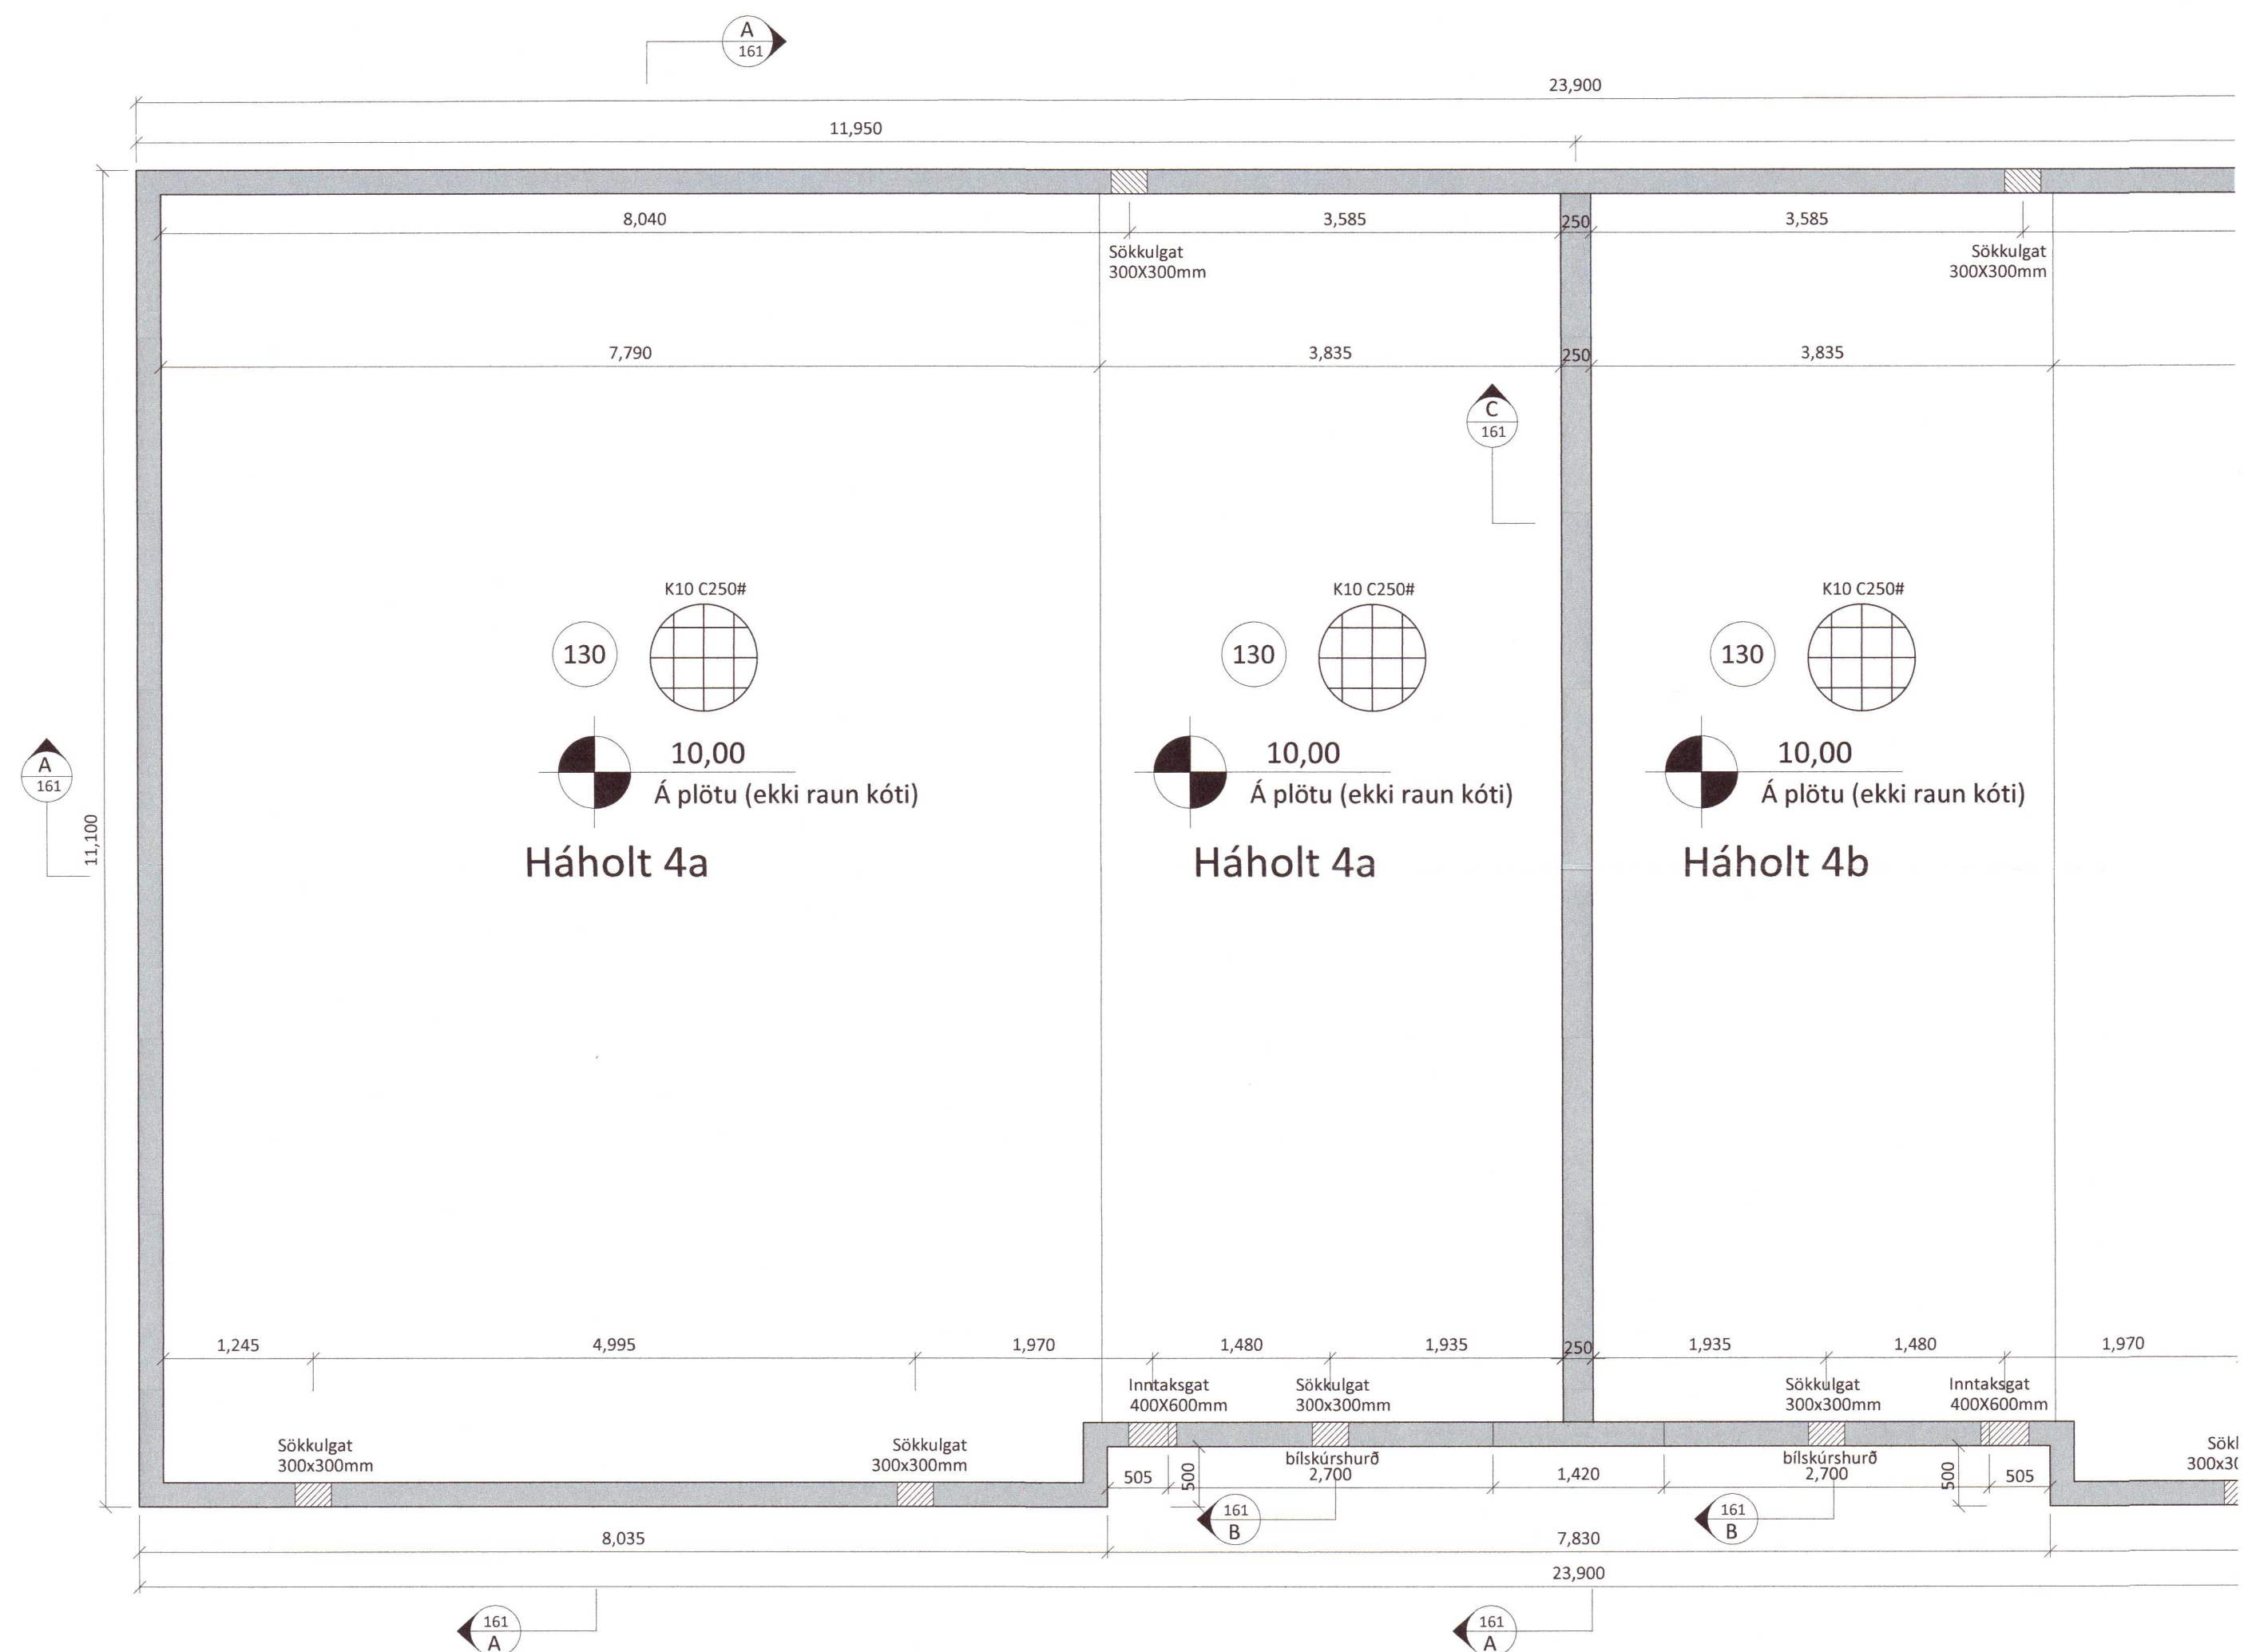 A
161
23,900
11,950
8,040
3,585
250
3,585
Sökkulgat
300X300mm
Sökkulgat
300X300mm
7,790
3,835
250
3,835
C
161
K10 C250#
K10 C250#
K10 C250#
130
130
130
10,00
10,00
10,00
Á plötu (ekki raun kóti)
Á plötu (ekki raun kóti)
Á plötu (ekki raun kóti)
A
161
11,100
Háholt 4a
Háholt 4a
Háholt 4b
1,245
4,995
1,970
1,480
1,935
250
1,935
1,480
1,970
Inntaksgat
400X600mm
Sökkulgat
300x300mm
Sökkulgat
300x300mm
Inntaksgat
400X600mm
Sökkulgat
300x300mm
Sökkulgat
300x300mm
bílskúrshurð
2,700
bílskúrshurð
2,700
505
500
1,420
500
505
161
B
161
B
8,035
7,830
23,900
161
A
161
A